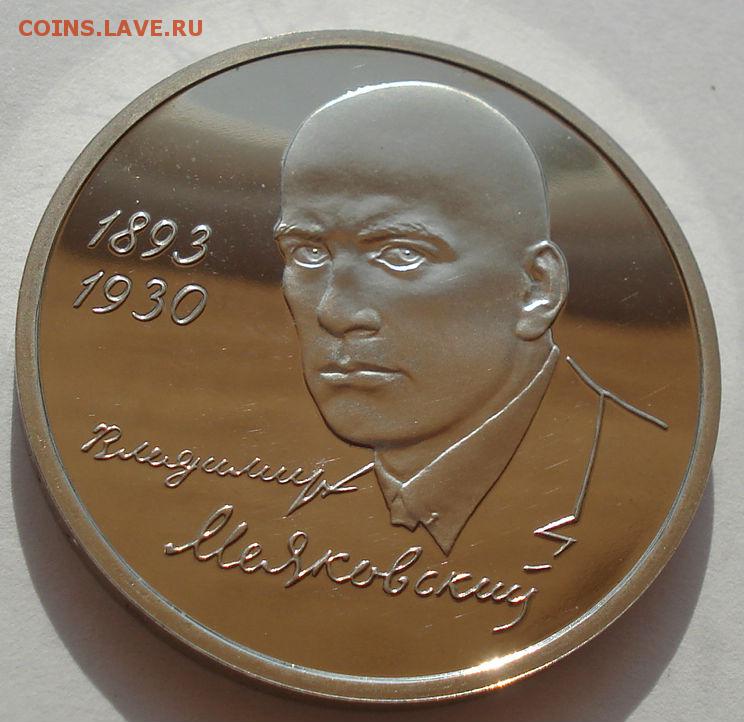 COINS.LAVE.RU
1893
1930
Владимир
Маяковский